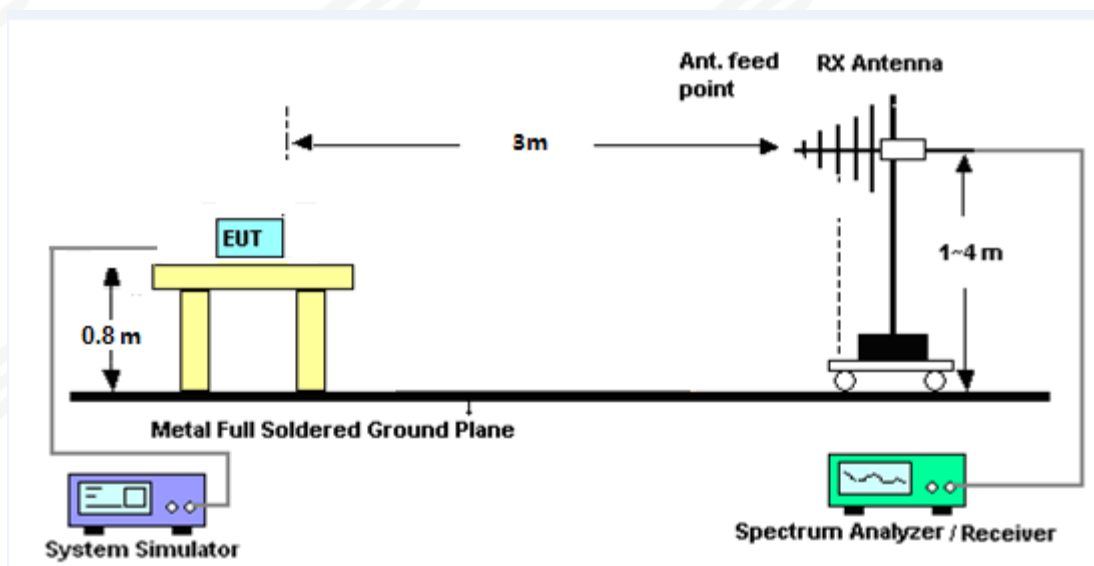 Ant. feed
point
RX Antenna
3m
EUT
1~4 m
0.8 m
Metal Full Soldered Ground Plane
System Simulator
Spectrum Analyzer / Receiver